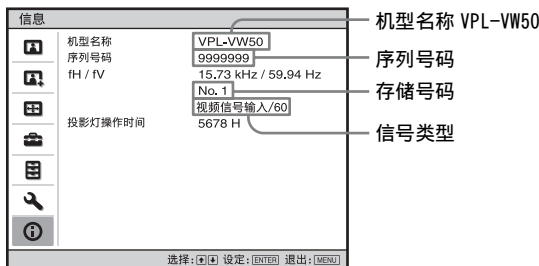 信息
机型名称 VPL-VW50
序列号码 9999999
fH / fV 15.73 kHz / 59.94 Hz
No. 1
视频信号输入/60
投影灯操作时间 5678 H
选择: 设定: ENTER 退出: MENU
机型名称 VPL-VW50
序列号码
存储号码
信号类型